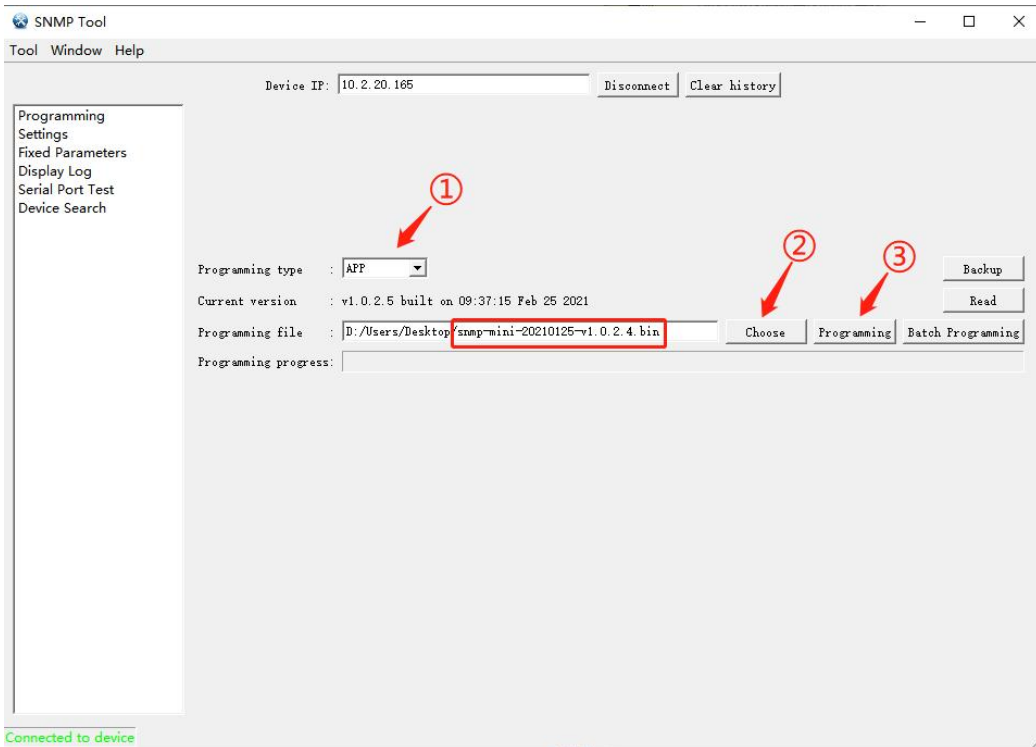 SNMP Tool
Tool Window Help
Device IP: 10.2.20.165 Disconnect Clear history
Programming
Settings
Fixed Parameters
Display Log
Serial Port Test
Device Search
①
②
③
Programming type : APP Backup
Current version : v1.0.2.5 built on 09:37:15 Feb 25 2021 Read
Programming file : D:/Users/Desktop/snmp-mini-20210125-v1.0.2.4.bin Choose Programming Batch Programming
Programming progress:
Connected to device